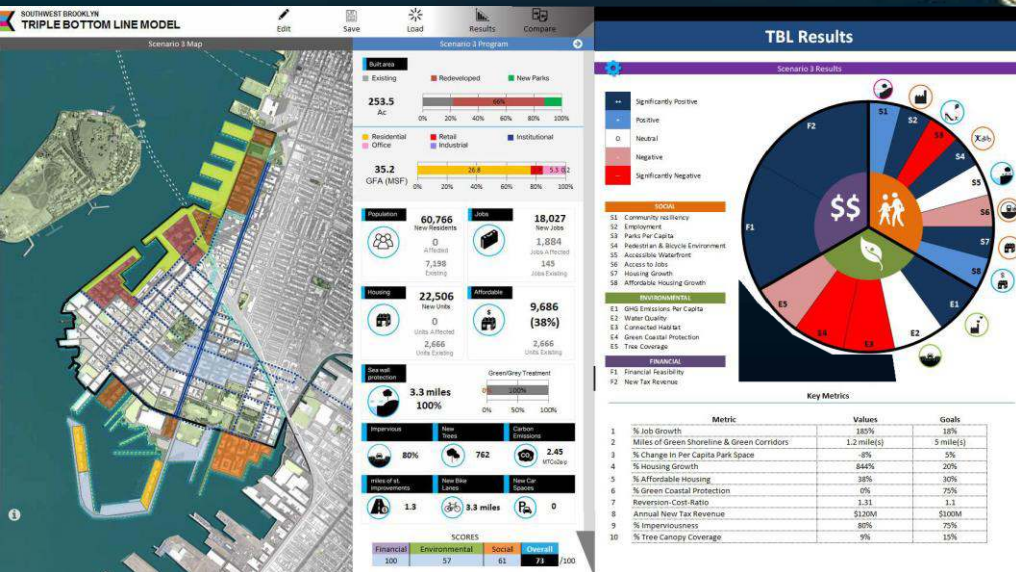 SOUTHWEST BROOKLYN
TRIPLE BOTTOM LINE MODEL
Edit
Save
Load
Results
Compare
Scenario 3 Map
Scenario 3 Program
Built area
Existing
Redeveloped
New Parks
253.5
Ac
66%
0% 20% 40% 60% 80% 100%
Residential
Retail
Institutional
Office
Industrial
35.2
GFA (MSF)
26.8
5.3
0.2
0% 20% 40% 60% 80% 100%
Population
60,766
New Residents
0
Affected
7,198
Existing
Jobs
18,027
New Jobs
1,884
Jobs Affected
145
Jobs Existing
Housing
22,506
New Units
0
Units Affected
2,666
Units Existing
Affordable
$
9,686
(38%)
2,666
Units Existing
Sea wall
protection
3.3 miles
100%
Green/Grey Treatment
0%
100%
0% 50% 100%
Impervious
80%
New
Trees
762
Carbon
Emissions
CO2
2.45
MTCo2e/p
miles of st.
improvements
1.3
New Bike
Lanes
3.3 miles
New Car
Spaces
P
0
SCORES
Financial Environmental Social Overall
100 57 61 73 /100
TBL Results
Scenario 3 Results
++ Significantly Positive
+ Positive
O Neutral
- Negative
-- Significantly Negative
SOCIAL
S1 Community resiliency
S2 Employment
S3 Parks Per Capita
S4 Pedestrian & Bicycle Environment
S5 Accessible Waterfront
S6 Access to Jobs
S7 Housing Growth
S8 Affordable Housing Growth
ENVIRONMENTAL
E1 GHG Emissions Per Capita
E2 Water Quality
E3 Connected Habitat
E4 Green Coastal Protection
E5 Tree Coverage
FINANCIAL
F1 Financial Feasibility
F2 New Tax Revenue
F2
S1
S2
S3
S4
S5
S6
S7
S8
E1
E2
E3
E4
E5
F1
$$
Key Metrics
Metric Values Goals
1 % Job Growth 185% 18%
2 Miles of Green Shoreline & Green Corridors 1.2 mile(s) 5 mile(s)
3 % Change In Per Capita Park Space -8% 5%
4 % Housing Growth 844% 20%
5 % Affordable Housing 38% 30%
6 % Green Coastal Protection 0% 75%
7 Reversion-Cost-Ratio 1.31 1.1
8 Annual New Tax Revenue $120M $100M
9 % Imperviousness 80% 75%
10 % Tree Canopy Coverage 9% 15%